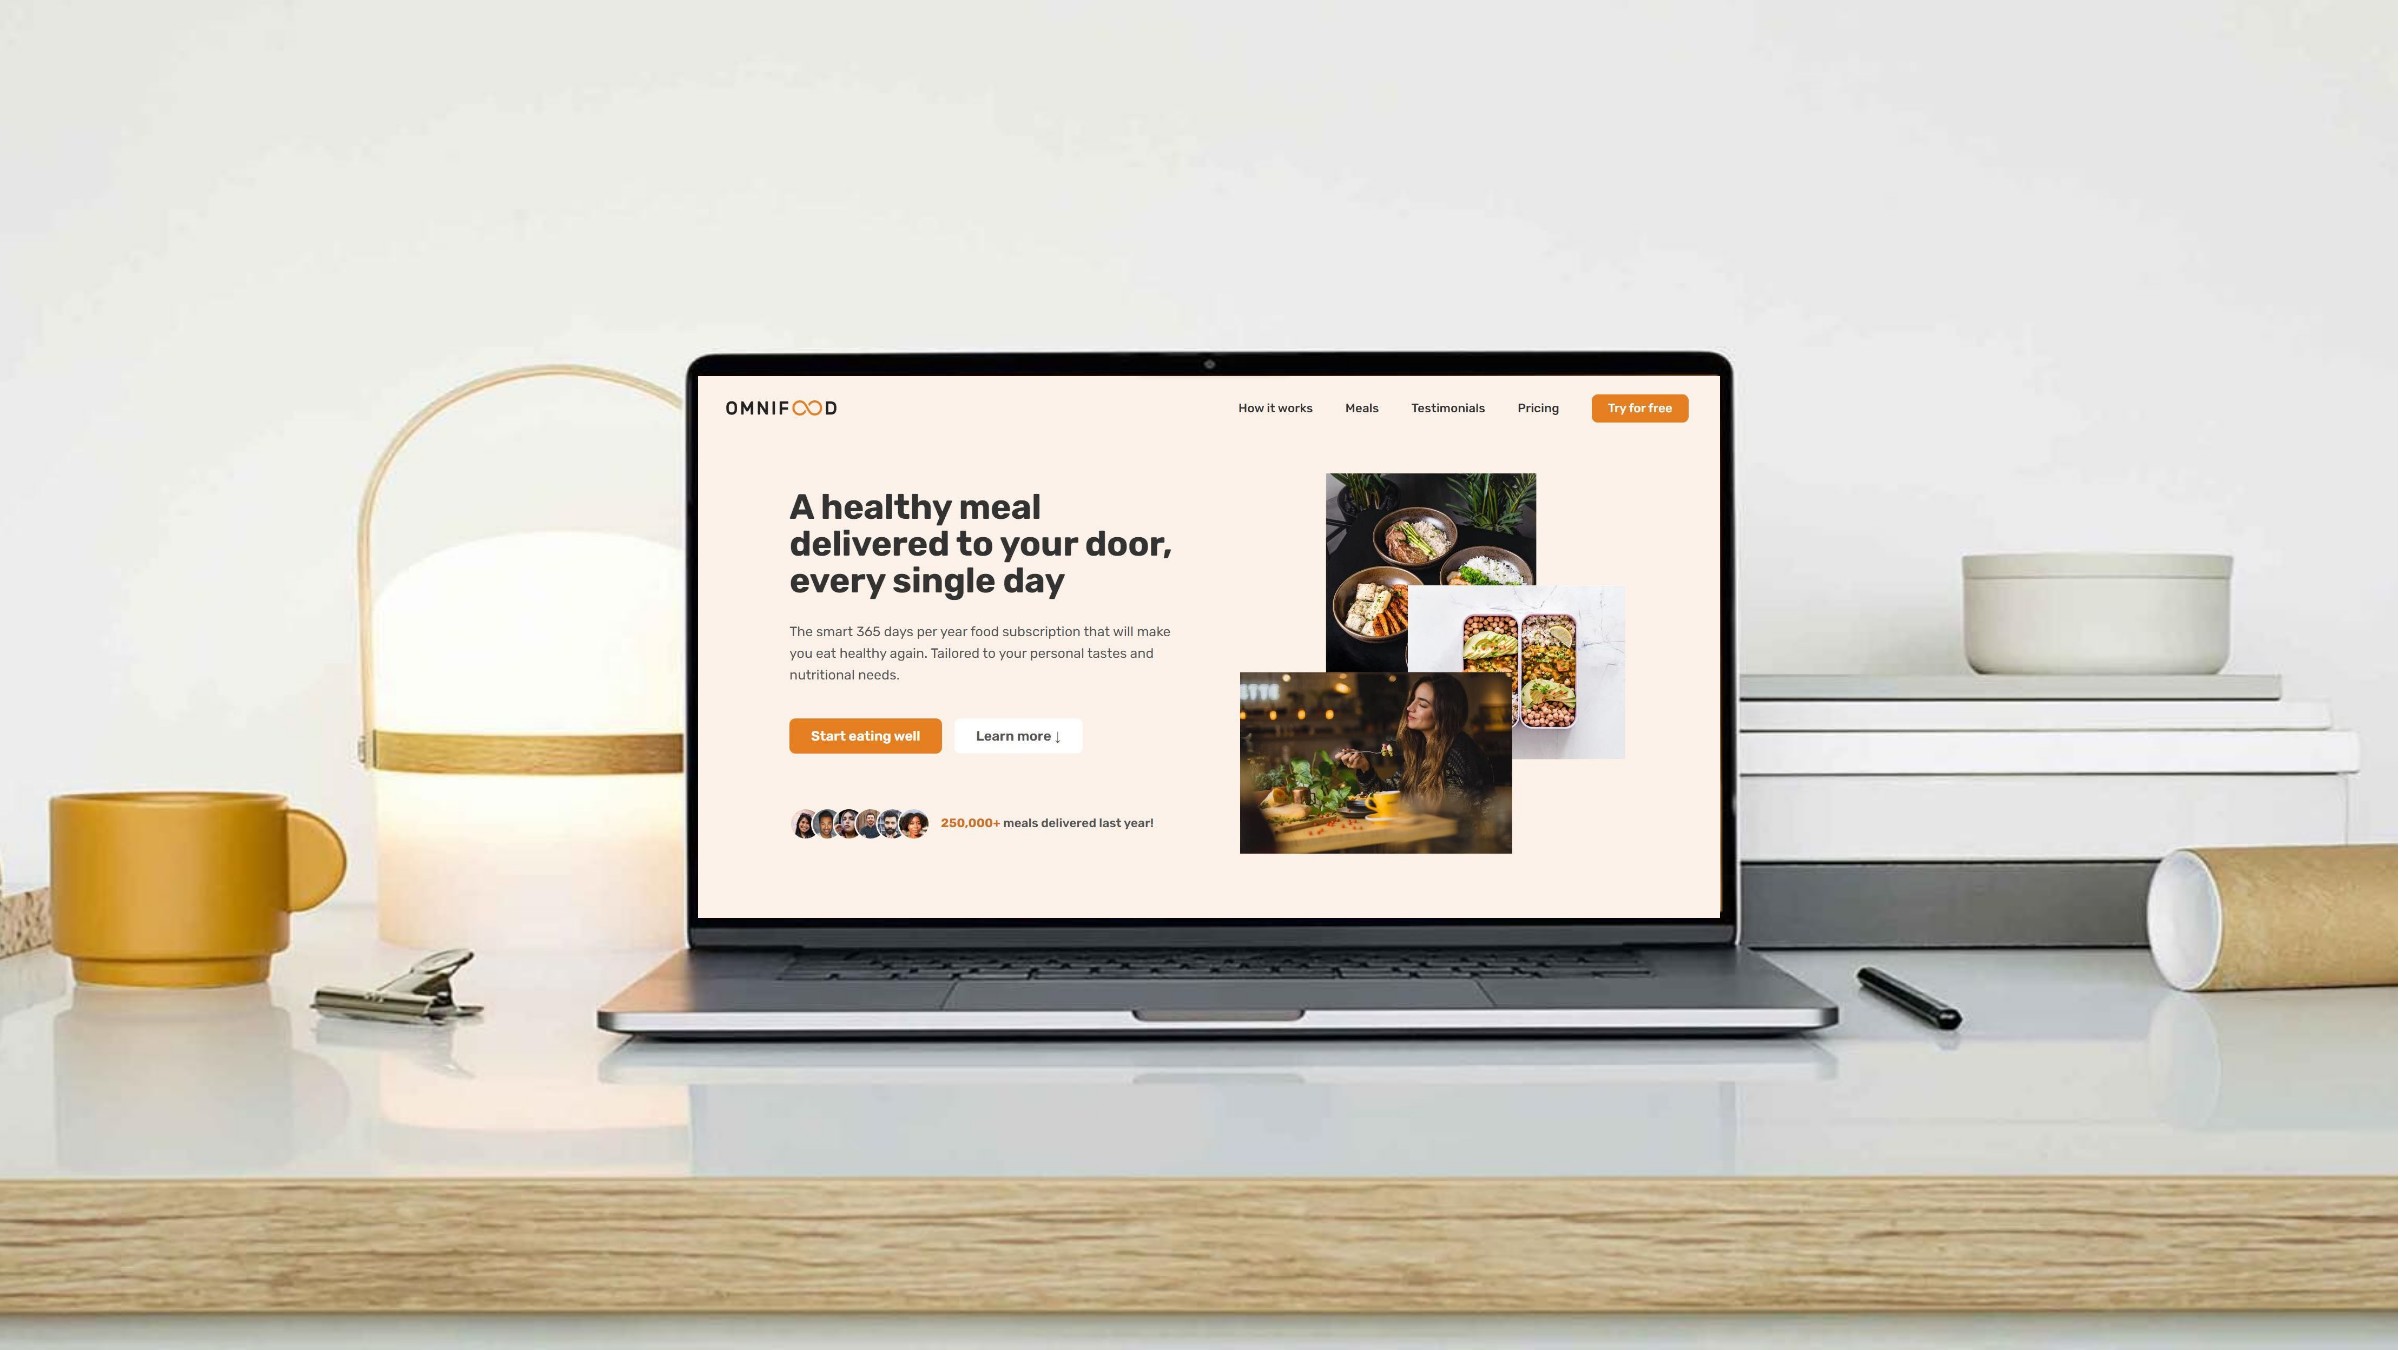 OMNIFOOD
How it works Meals Testimonials Pricing Try for free
A healthy meal
delivered to your door,
every single day
The smart 365 days per year food subscription that will make
you eat healthy again. Tailored to your personal tastes and
nutritional needs.
Start eating well Learn more ↓
250,000+ meals delivered last year!